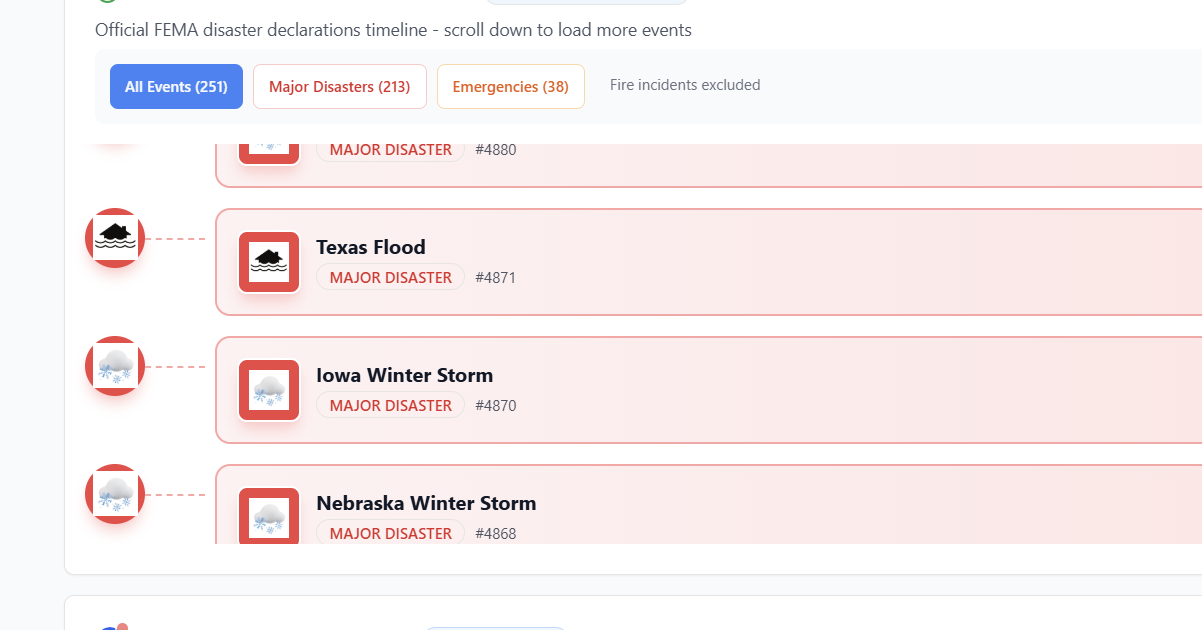 Official FEMA disaster declarations timeline - scroll down to load more events
All Events (251) Major Disasters (213) Emergencies (38) Fire incidents excluded
MAJOR DISASTER #4880
Texas Flood
MAJOR DISASTER #4871
Iowa Winter Storm
MAJOR DISASTER #4870
Nebraska Winter Storm
MAJOR DISASTER #4868